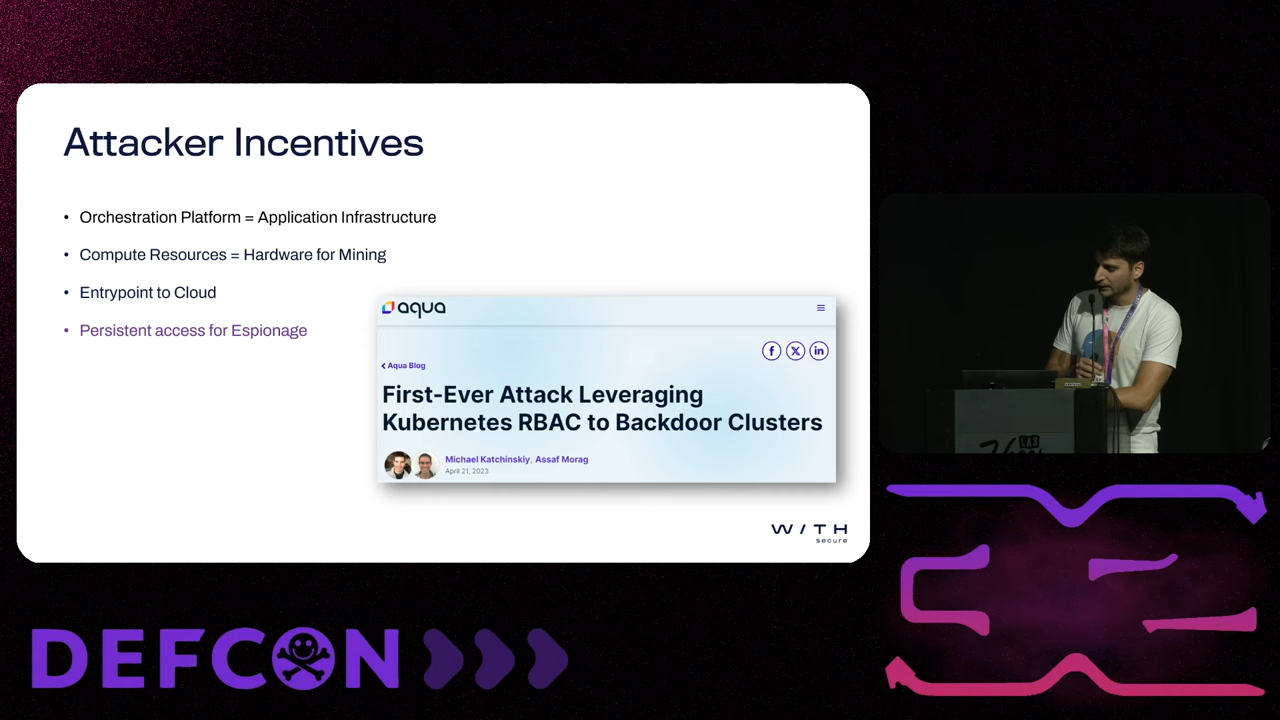 Attacker Incentives
• Orchestration Platform = Application Infrastructure
• Compute Resources = Hardware for Mining
• Entrypoint to Cloud
• Persistent access for Espionage
aqua
Aqua Blog
First-Ever Attack Leveraging
Kubernetes RBAC to Backdoor Clusters
Michael Katchinskiy, Assaf Morag
April 21, 2023
W / T H
secure
DEFCON